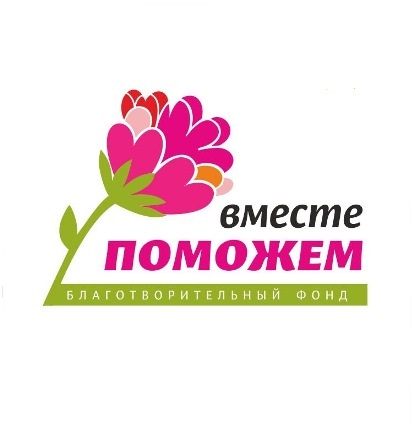 вместе
ПОМОЖЕМ
БЛАГОТВОРИТЕЛЬНЫЙ ФОНД